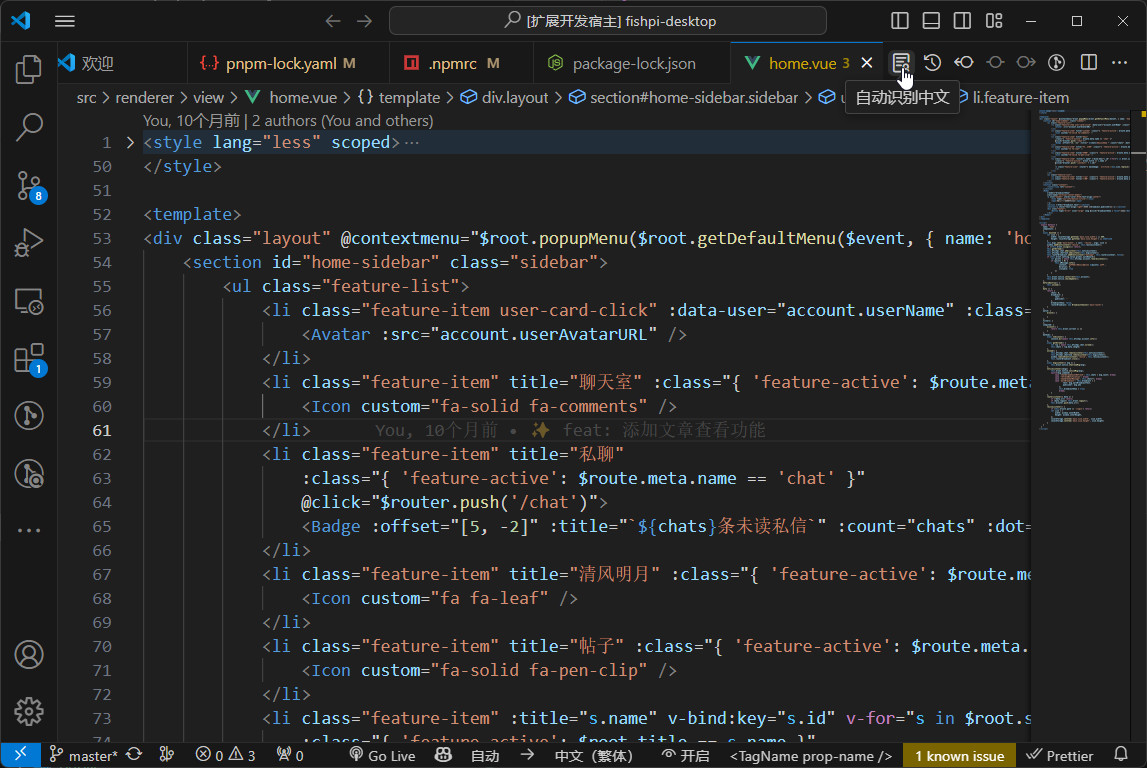 [扩展开发宿主] fishpi-desktop
欢迎
pnpm-lock.yaml M
.npmrc M
package-lock.json
home.vue 3
自动识别中文
src > renderer > view > home.vue > {} template > div.layout > section#home-sidebar.sidebar > u > li.feature-item
You, 10个月前 | 2 authors (You and others)
1 <style lang="less" scoped>…
50 </style>
51
52 <template>
53 <div class="layout" @contextmenu="$root.popupMenu($root.getDefaultMenu($event, { name: 'ho
54 <section id="home-sidebar" class="sidebar">
55 <ul class="feature-list">
56 <li class="feature-item user-card-click" :data-user="account.userName" :class=
57 <Avatar :src="account.userAvatarURL" />
58 </li>
59 <li class="feature-item" title="聊天室" :class="{ 'feature-active': $route.meta
60 <Icon custom="fa-solid fa-comments" />
61 </li> You, 10个月前 • ✨ feat: 添加文章查看功能
62 <li class="feature-item" title="私聊"
63 :class="{ 'feature-active': $route.meta.name == 'chat' }"
64 @click="$router.push('/chat')">
65 <Badge :offset="[5, -2]" :title="`${chats}条未读私信`" :count="chats" :dot=
66 </li>
67 <li class="feature-item" title="清风明月" :class="{ 'feature-active': $route.me
68 <Icon custom="fa fa-leaf" />
69 </li>
70 <li class="feature-item" title="帖子" :class="{ 'feature-active': $route.meta.
71 <Icon custom="fa-solid fa-pen-clip" />
72 </li>
73 <li class="feature-item" :title="s.name" v-bind:key="s.id" v-for="s in $root.s
74 :class="{ 'feature-active': $root.title == s.name }"
8
1
master* 0 3 0 Go Live 自动 → 中文（繁体） 开启 <TagName prop-name /> 1 known issue Prettier